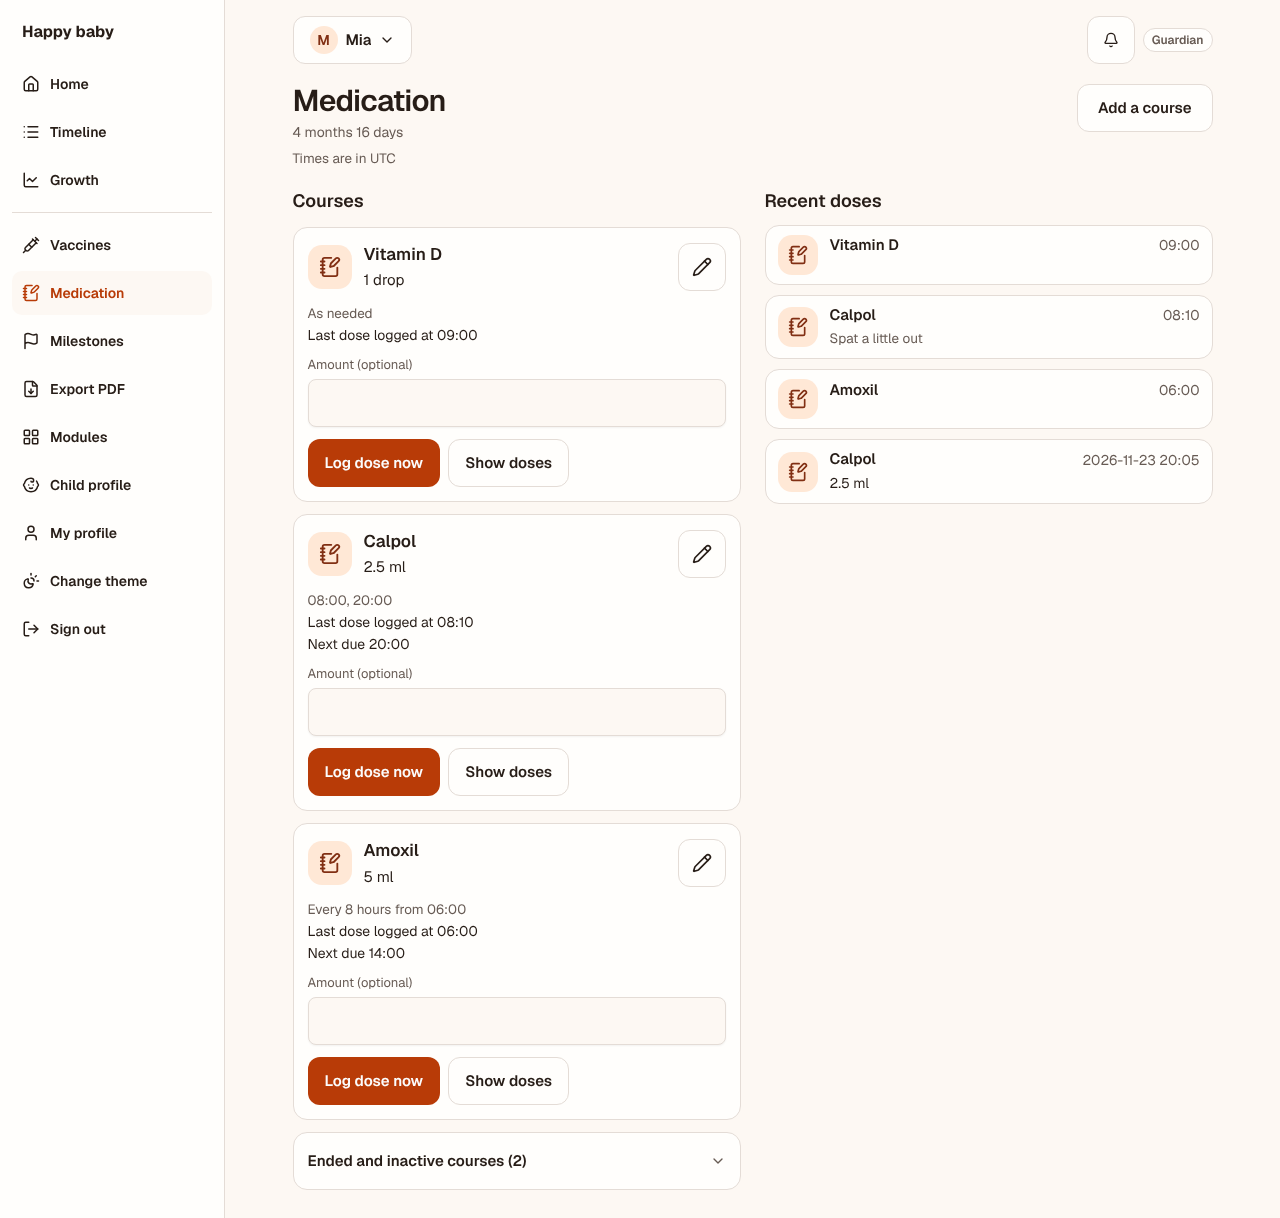 Happy baby
Home
Timeline
Growth
Vaccines
Medication
Milestones
Export PDF
Modules
Child profile
My profile
Change theme
Sign out
M Mia
Guardian
Medication
4 months 16 days
Times are in UTC
Add a course
Courses
Vitamin D
1 drop
As needed
Last dose logged at 09:00
Amount (optional)
Log dose now Show doses
Calpol
2.5 ml
08:00, 20:00
Last dose logged at 08:10
Next due 20:00
Amount (optional)
Log dose now Show doses
Amoxil
5 ml
Every 8 hours from 06:00
Last dose logged at 06:00
Next due 14:00
Amount (optional)
Log dose now Show doses
Ended and inactive courses (2)
Recent doses
Vitamin D 09:00
Calpol 08:10
Spat a little out
Amoxil 06:00
Calpol 2026-11-23 20:05
2.5 ml